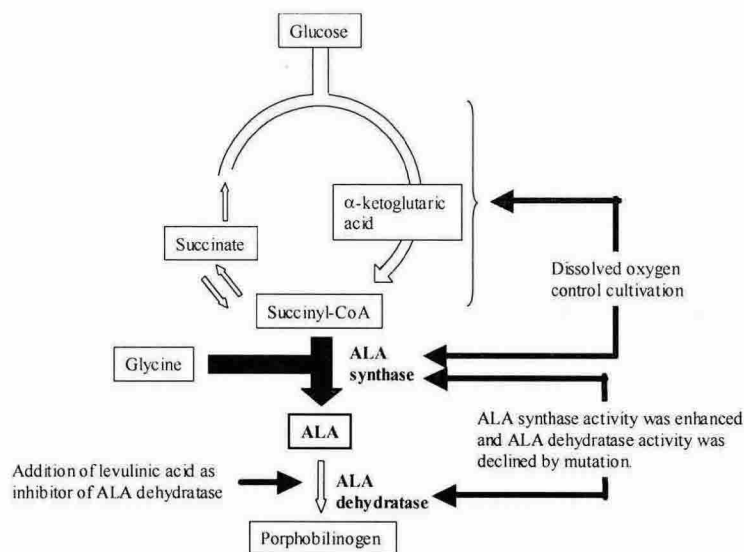 Glucose
α-ketoglutaric
acid
Succinate
Dissolved oxygen
control cultivation
Succinyl-CoA
Glycine
ALA
synthase
ALA
ALA synthase activity was enhanced
and ALA dehydratase activity was
declined by mutation.
Addition of levulinic acid as
inhibitor of ALA dehydratase
ALA
dehydratase
Porphobilinogen